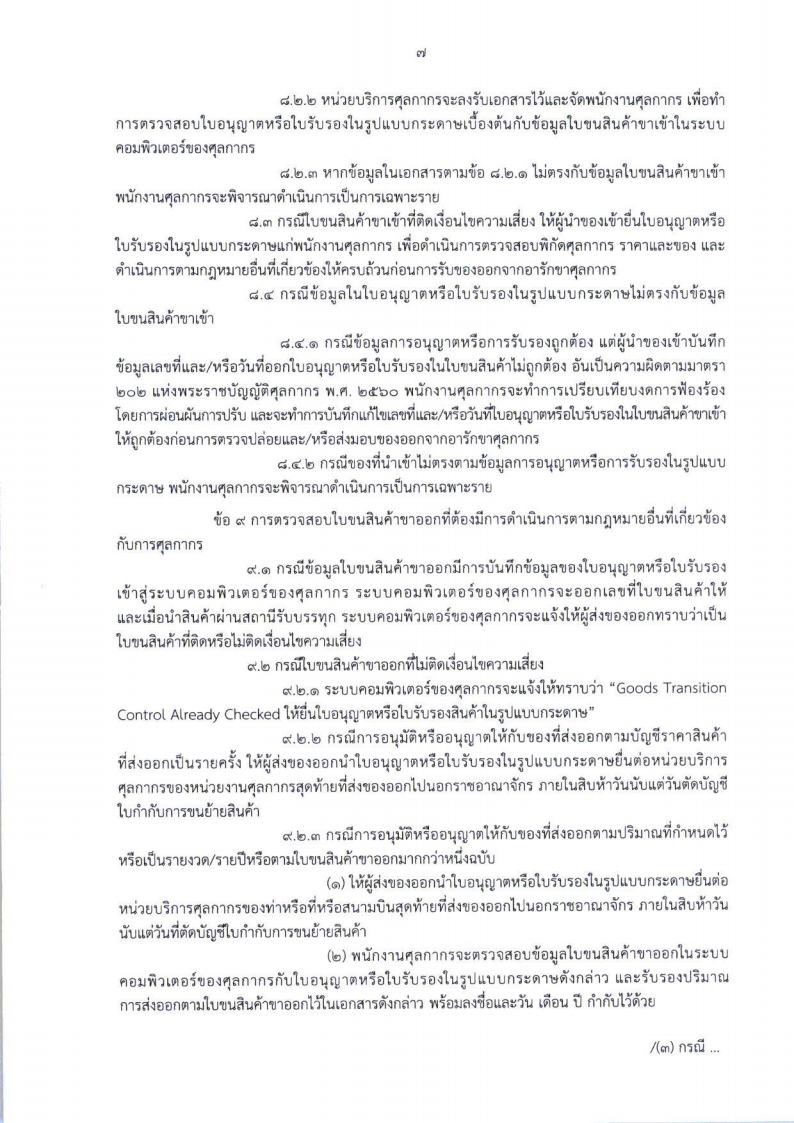 ๗
๘.๒.๒ หน่วยบริการศุลกากรจะลงรับเอกสารไว้และจัดพนักงานศุลกากร เพื่อทำ
การตรวจสอบใบอนุญาตหรือใบรับรองในรูปแบบกระดาษเบื้องต้นกับข้อมูลใบขนสินค้าขาเข้าในระบบ
คอมพิวเตอร์ของศุลกากร
๘.๒.๓ หากข้อมูลในเอกสารตามข้อ ๘.๒.๑ ไม่ตรงกับข้อมูลใบขนสินค้าขาเข้า
พนักงานศุลกากรจะพิจารณาดำเนินการเป็นการเฉพาะราย
๘.๓ กรณีใบขนสินค้าขาเข้าที่ติดเงื่อนไขความเสี่ยง ให้ผู้นำของเข้ายื่นใบอนุญาตหรือ
ใบรับรองในรูปแบบกระดาษแก่พนักงานศุลกากร เพื่อดำเนินการตรวจสอบพิกัดศุลกากร ราคาและของ และ
ดำเนินการตามกฎหมายอื่นที่เกี่ยวข้องให้ครบถ้วนก่อนการรับของออกจากอารักขาศุลกากร
๘.๔ กรณีข้อมูลในใบอนุญาตหรือใบรับรองในรูปแบบกระดาษไม่ตรงกับข้อมูล
ใบขนสินค้าขาเข้า
๘.๔.๑ กรณีข้อมูลการอนุญาตหรือการรับรองถูกต้อง แต่ผู้นำของเข้าบันทึก
ข้อมูลเลขที่และ/หรือวันที่ออกใบอนุญาตหรือใบรับรองในใบขนสินค้าไม่ถูกต้อง อันเป็นความผิดตามมาตรา
๒๐๒ แห่งพระราชบัญญัติศุลกากร พ.ศ. ๒๕๖๐ พนักงานศุลกากรจะทำการเปรียบเทียบงดการฟ้องร้อง
โดยการผ่อนผันการปรับ และจะทำการบันทึกแก้ไขเลขที่และ/หรือวันที่ใบอนุญาตหรือใบรับรองในใบขนสินค้าขาเข้า
ให้ถูกต้องก่อนการตรวจปล่อยและ/หรือส่งมอบของออกจากอารักขาศุลกากร
๘.๔.๒ กรณีของที่นำเข้าไม่ตรงตามข้อมูลการอนุญาตหรือการรับรองในรูปแบบ
กระดาษ พนักงานศุลกากรจะพิจารณาดำเนินการเป็นการเฉพาะราย
ข้อ ๙ การตรวจสอบใบขนสินค้าขาออกที่ต้องมีการดำเนินการตามกฎหมายอื่นที่เกี่ยวข้อง
กับการศุลกากร
๙.๑ กรณีข้อมูลใบขนสินค้าขาออกมีการบันทึกข้อมูลของใบอนุญาตหรือใบรับรอง
เข้าสู่ระบบคอมพิวเตอร์ของศุลกากร ระบบคอมพิวเตอร์ของศุลกากรจะออกเลขที่ใบขนสินค้าให้
และเมื่อนำสินค้าผ่านสถานีรับบรรทุก ระบบคอมพิวเตอร์ของศุลกากรจะแจ้งให้ผู้ส่งของออกทราบว่าเป็น
ใบขนสินค้าที่ติดหรือไม่ติดเงื่อนไขความเสี่ยง
๙.๒ กรณีใบขนสินค้าขาออกที่ไม่ติดเงื่อนไขความเสี่ยง
๙.๒.๑ ระบบคอมพิวเตอร์ของศุลกากรจะแจ้งให้ทราบว่า “Goods Transition
Control Already Checked ให้ยื่นใบอนุญาตหรือใบรับรองสินค้าในรูปแบบกระดาษ”
๙.๒.๒ กรณีการอนุมัติหรืออนุญาตให้กับของที่ส่งออกตามบัญชีราคาสินค้า
ที่ส่งออกเป็นรายครั้ง ให้ผู้ส่งของออกนำใบอนุญาตหรือใบรับรองในรูปแบบกระดาษยื่นต่อหน่วยบริการ
ศุลกากรของหน่วยงานศุลกากรสุดท้ายที่ส่งของออกไปนอกราชอาณาจักร ภายในสิบห้าวันนับแต่วันตัดบัญชี
ใบกำกับการขนย้ายสินค้า
๙.๒.๓ กรณีการอนุมัติหรืออนุญาตให้กับของที่ส่งออกตามปริมาณที่กำหนดไว้
หรือเป็นรายงวด/รายปีหรือตามใบขนสินค้าขาออกมากกว่าหนึ่งฉบับ
(๑) ให้ผู้ส่งของออกนำใบอนุญาตหรือใบรับรองในรูปแบบกระดาษยื่นต่อ
หน่วยบริการศุลกากรของท่าหรือที่หรือสนามบินสุดท้ายที่ส่งของออกไปนอกราชอาณาจักร ภายในสิบห้าวัน
นับแต่วันที่ตัดบัญชีใบกำกับการขนย้ายสินค้า
(๒) พนักงานศุลกากรจะตรวจสอบข้อมูลใบขนสินค้าขาออกในระบบ
คอมพิวเตอร์ของศุลกากรกับใบอนุญาตหรือใบรับรองในรูปแบบกระดาษดังกล่าว และรับรองปริมาณ
การส่งออกตามใบขนสินค้าขาออกไว้ในเอกสารดังกล่าว พร้อมลงชื่อและวัน เดือน ปี กำกับไว้ด้วย
/(๓) กรณี ...